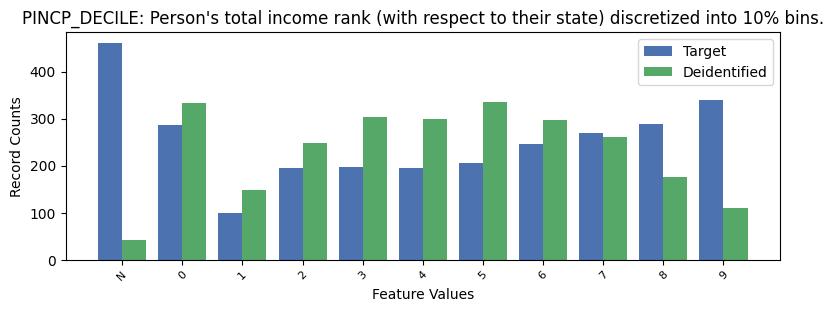 PINCP_DECILE: Person's total income rank (with respect to their state) discretized into 10% bins.
Target
Deidentified
Record Counts
400
300
200
100
0
N 0 1 2 3 4 5 6 7 8 9
Feature Values